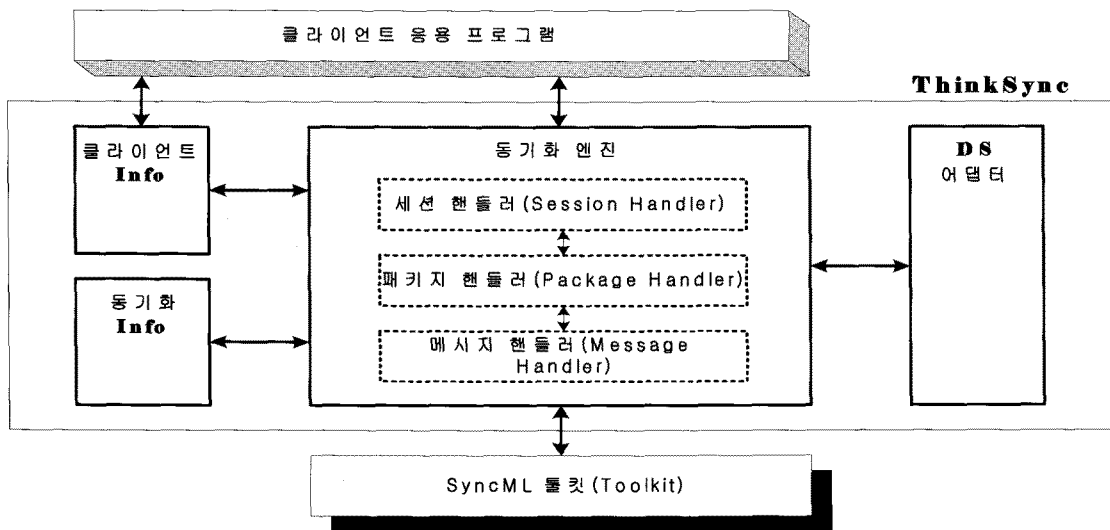 클라이언트 응용 프로그램
ThinkSync
클라이언트
Info
동기화 엔진
DS
어댑터
세션 핸들러(Session Handler)
패키지 핸들러(Package Handler)
동기화
Info
메시지 핸들러(Message
Handler)
SyncML 툴킷(Toolkit)